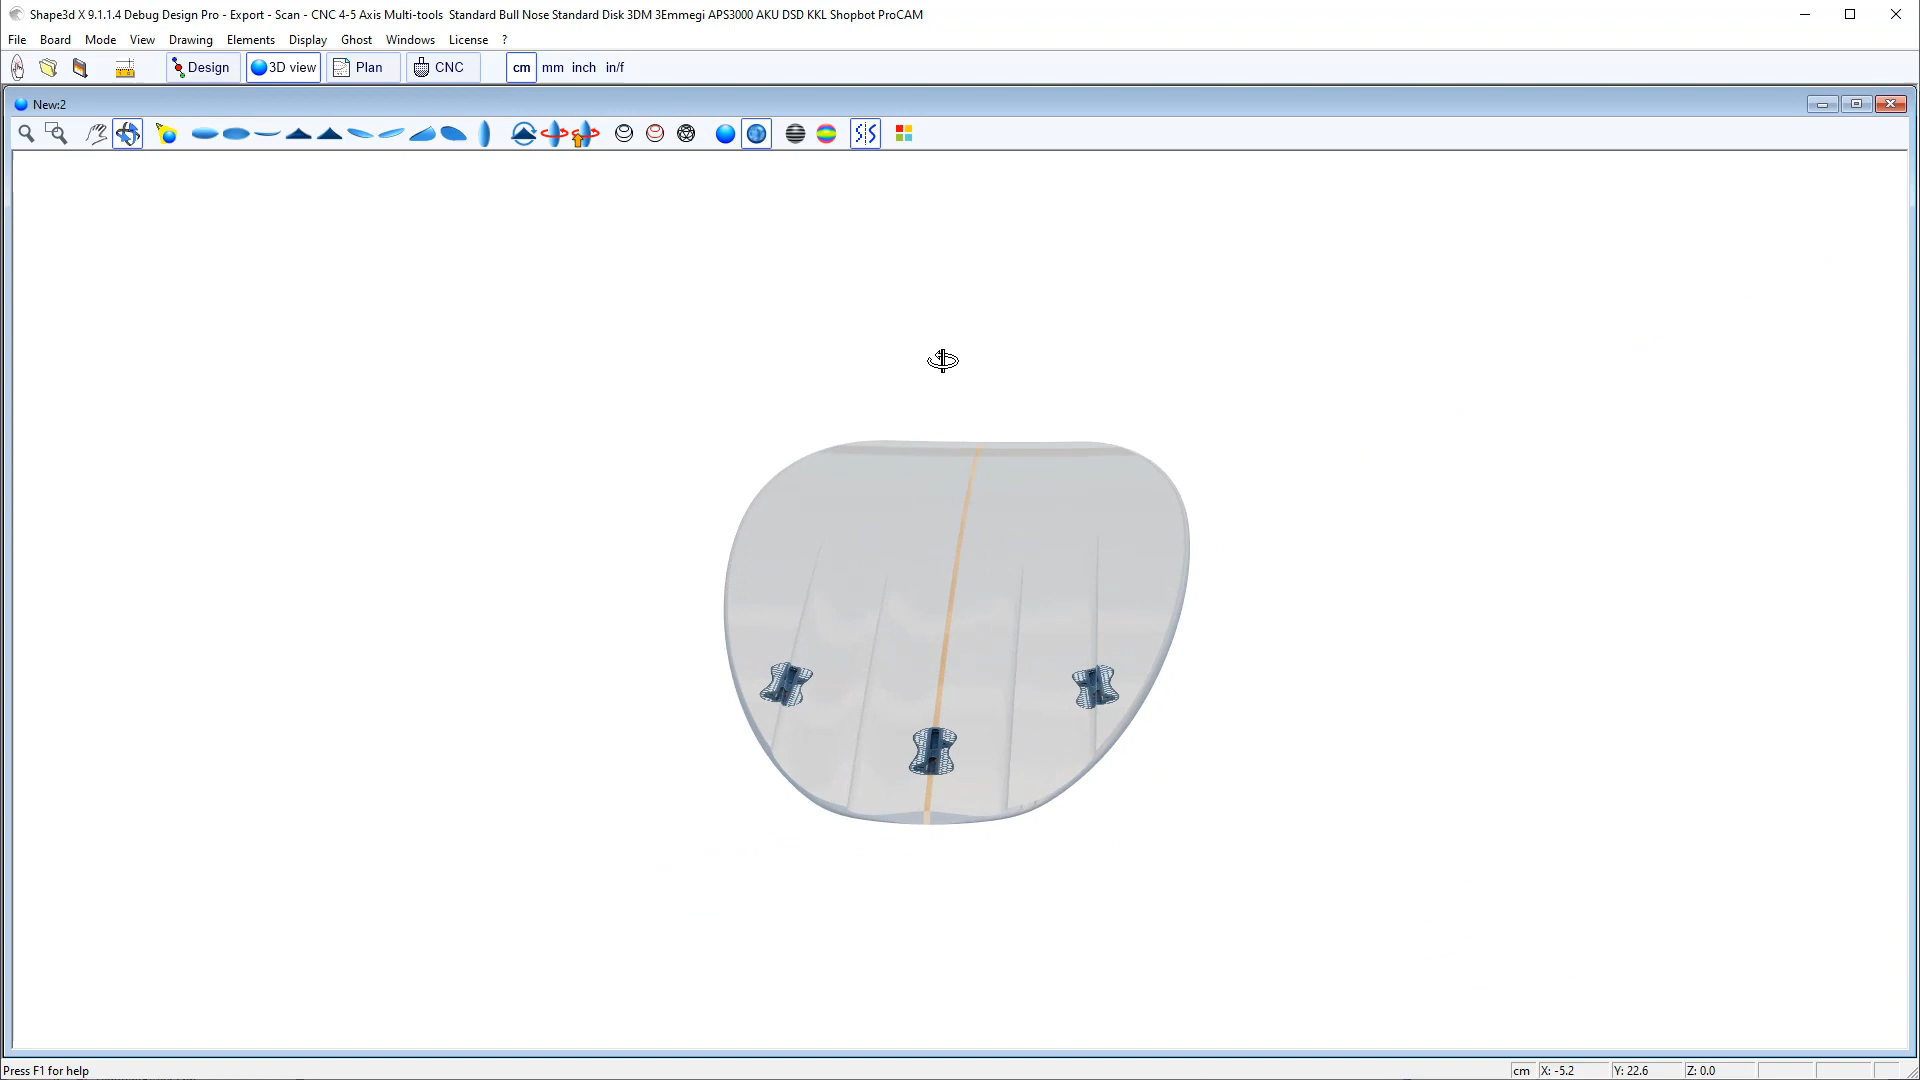 Shape3d X 9.1.1.4 Debug Design Pro - Export - Scan - CNC 4-5 Axis Multi-tools  Standard Bull Nose Standard Disk 3DM 3Emmegi APS3000 AKU DSD KKL Shopbot ProCAM
File Board Mode View Drawing Elements Display Ghost Windows License ?
Design 3D view Plan CNC cm mm inch in/f
New:2
Press F1 for help cm X: -5.2 Y: 22.6 Z: 0.0